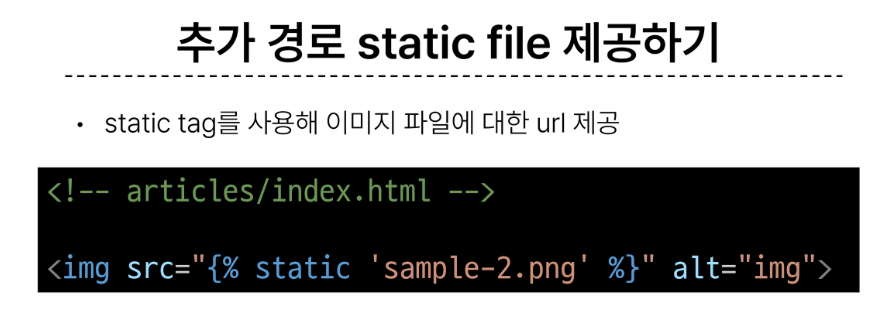 추가 경로 static file 제공하기
• static tag를 사용해 이미지 파일에 대한 url 제공
<!-- articles/index.html -->
<img src="{% static 'sample-2.png' %}" alt="img">